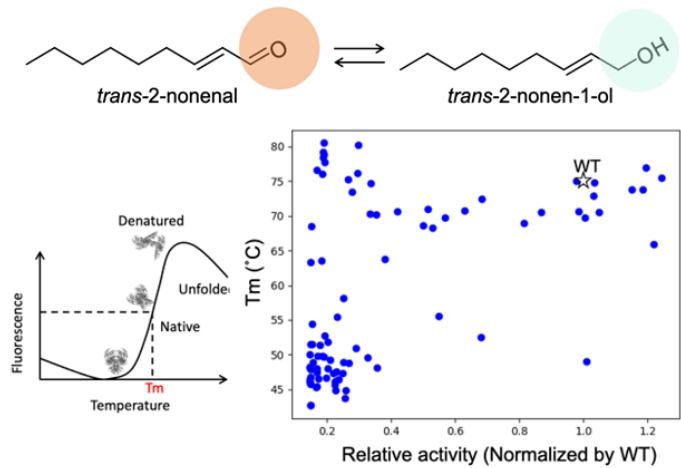 O
OH
trans-2-nonenal
trans-2-nonen-1-ol
Fluorescence
Denatured
Unfolde
Native
Tm
Temperature
Tm (˚C)
80
75
70
65
60
55
50
45
WT
0.2
0.4
0.6
0.8
1.0
1.2
Relative activity (Normalized by WT)